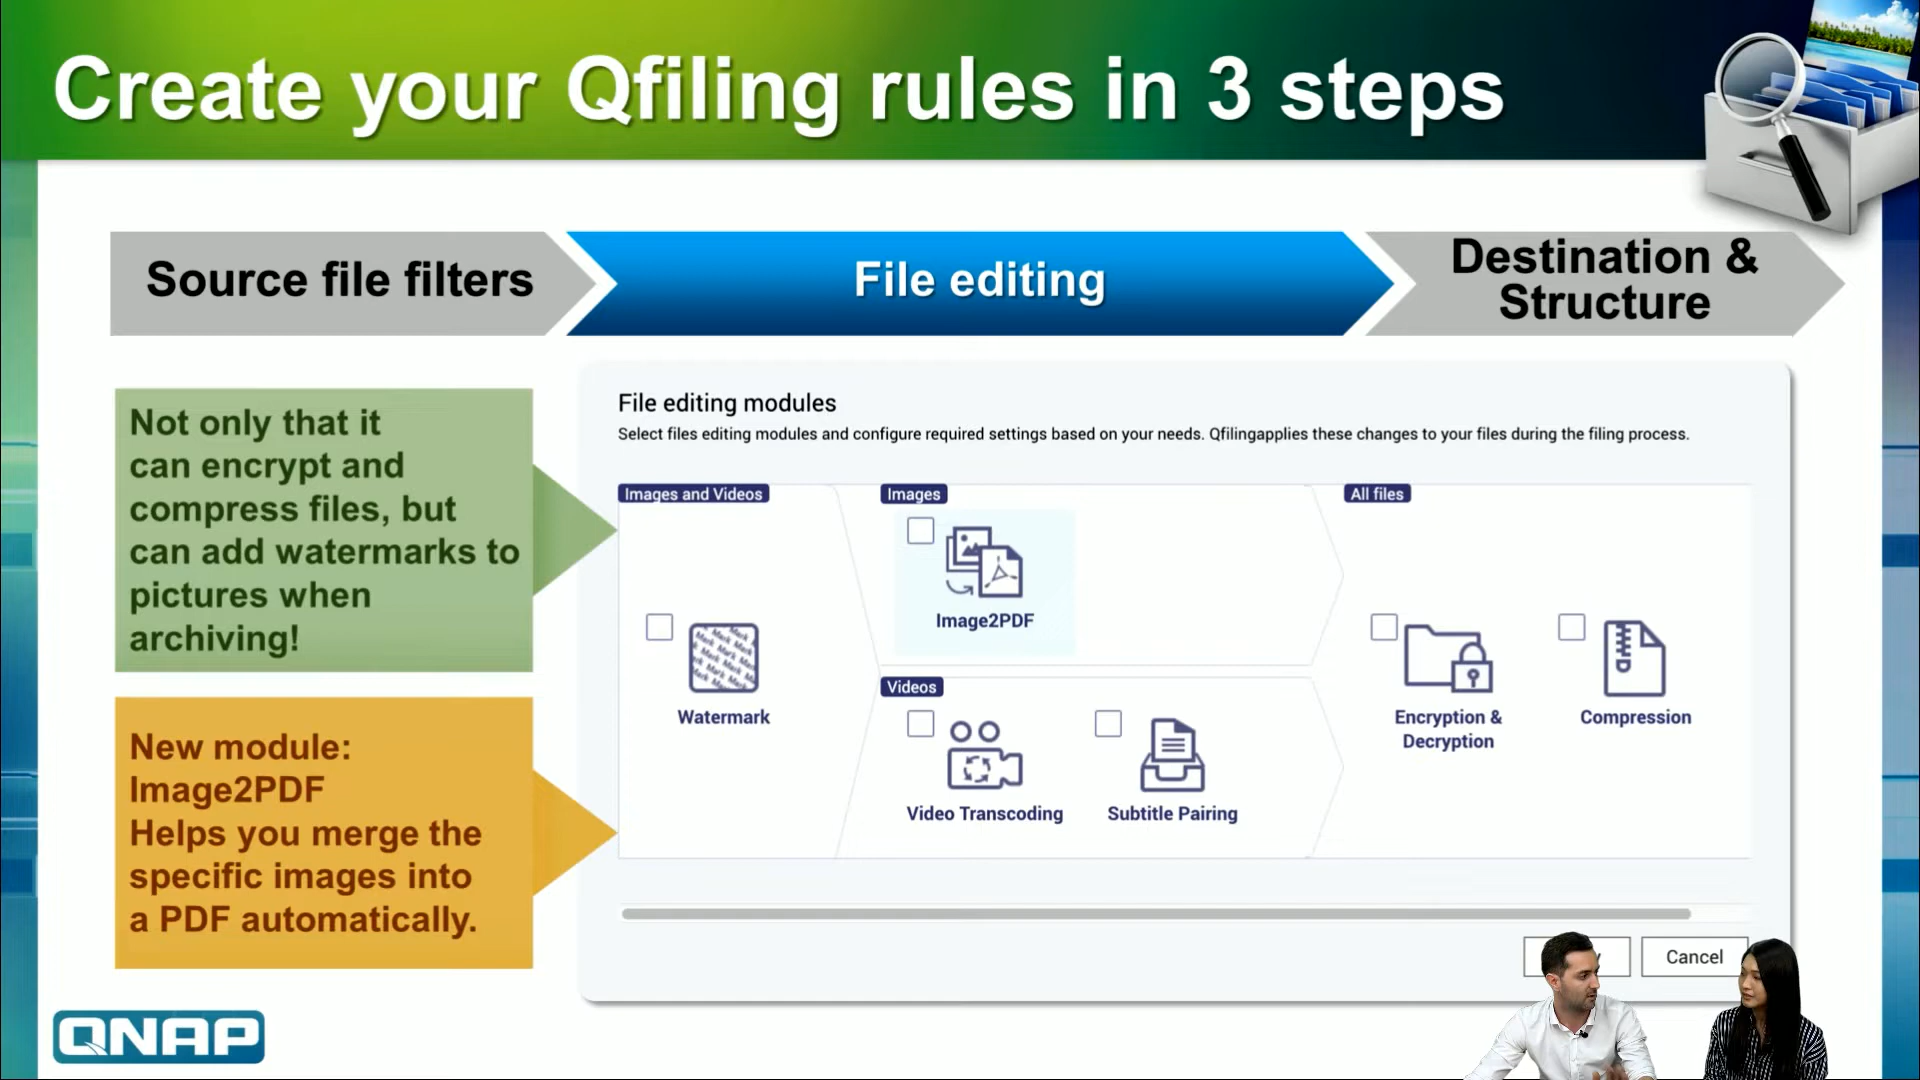 Create your Qfiling rules in 3 steps
Source file filters
File editing
Destination &
Structure
Not only that it
can encrypt and
compress files, but
can add watermarks to
pictures when
archiving!
New module:
Image2PDF
Helps you merge the
specific images into
a PDF automatically.
File editing modules
Select files editing modules and configure required settings based on your needs. Qfilingapplies these changes to your files during the filing process.
Images and Videos
Watermark
Images
Image2PDF
Videos
Video Transcoding
Subtitle Pairing
All files
Encryption &
Decryption
Compression
Cancel
QNAP